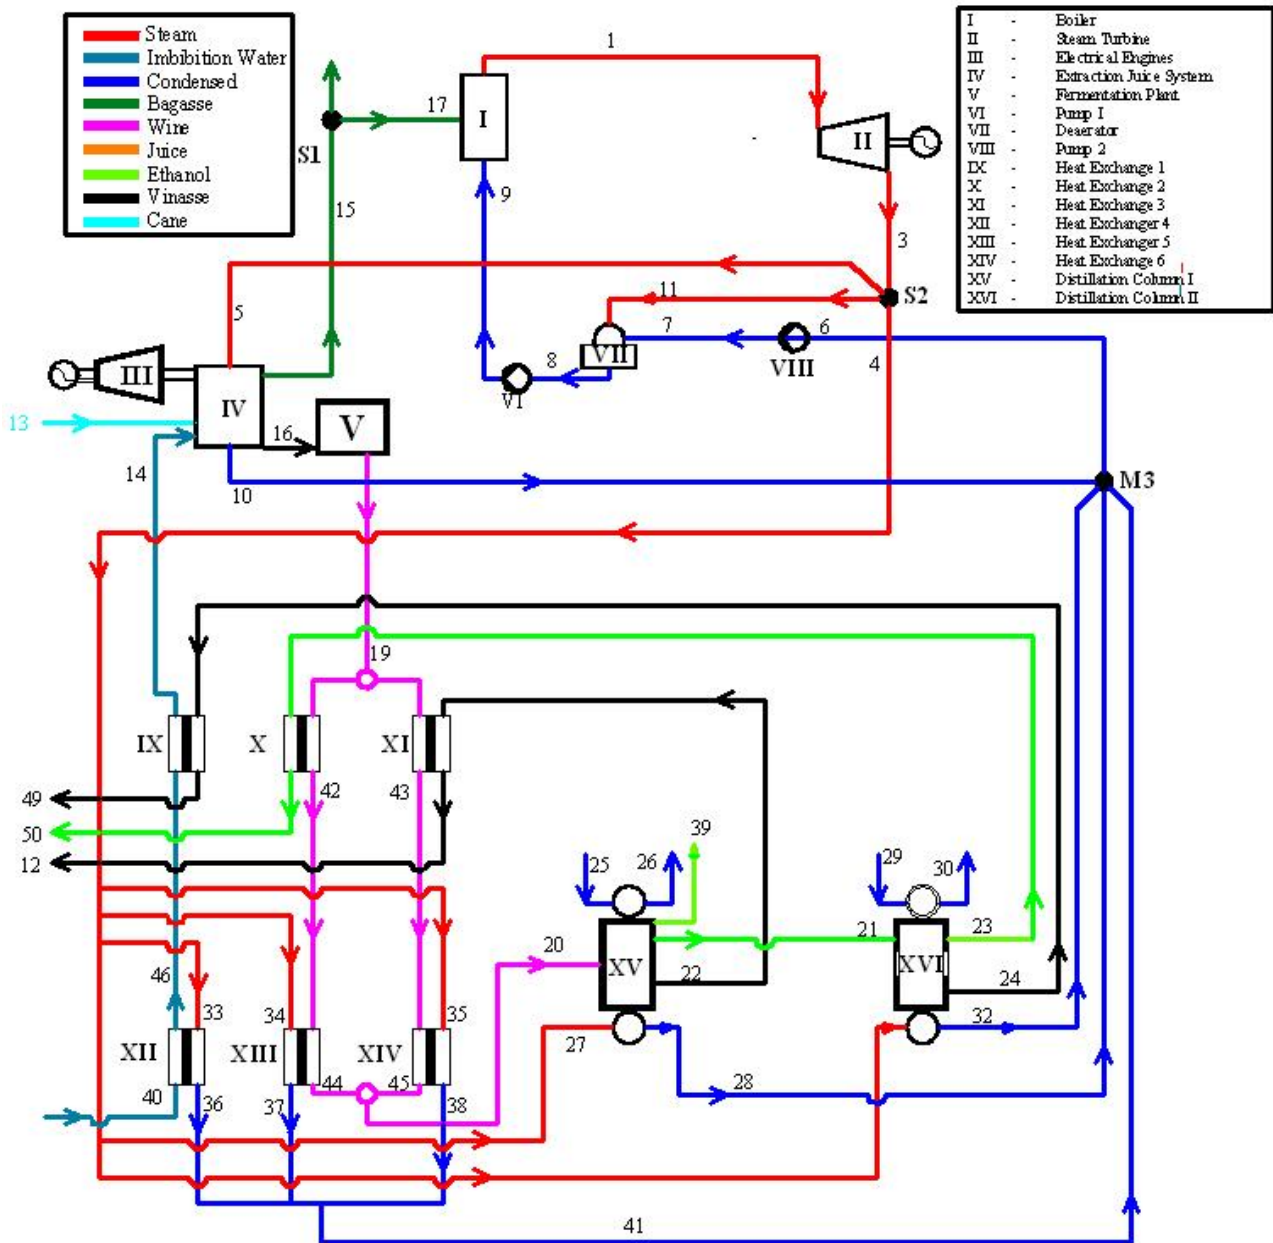 Steam
Imbibition Water
Condensed
Bagasse
Wine
Juice
Ethanol
Vinasse
Cane
I - Boiler
II - Steam Turbine
III - Electrical Engines
IV - Extraction Juice System
V - Fermentation Plant
VI - Pump I
VII - Deaerator
VIII - Pump 2
IX - Heat Exchange 1
X - Heat Exchange 2
XI - Heat Exchange 3
XII - Heat Exchanger 4
XIII - Heat Exchanger 5
XIV - Heat Exchange 6
XV - Distillation Column I
XVI - Distillation Column II
1
17
I
II
S1
9
15
3
5
11
S2
7
6
VII
VIII
4
8
VI
III
IV
V
13
16
14
10
M3
19
IX
X
XI
49
42
43
50
39
12
25
26
29
30
20
21
23
XV
XVI
22
24
46
33
34
35
27
32
XII
XIII
XIV
44
45
28
40
36
37
38
41